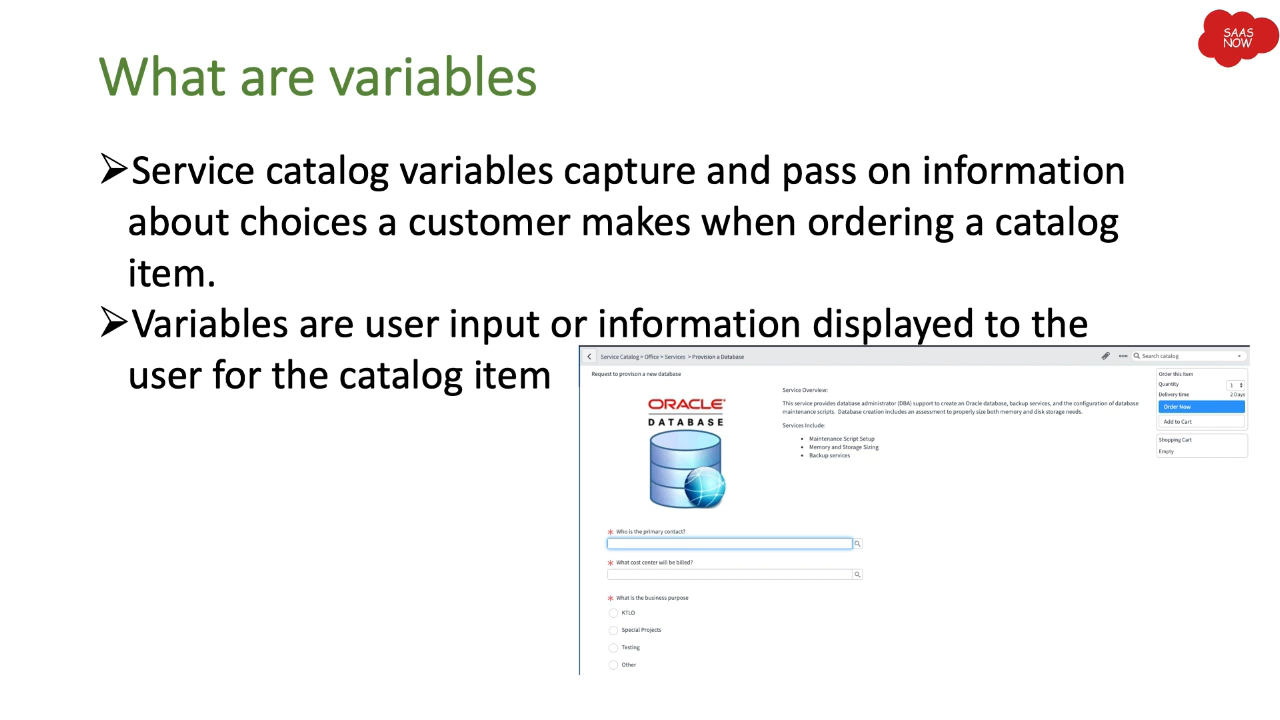 SAAS
NOW
What are variables
➢Service catalog variables capture and pass on information
about choices a customer makes when ordering a catalog
item.
➢Variables are user input or information displayed to the
user for the catalog item
Service Catalog > Office > Services > Provision a Database
Search catalog
Request to provison a new database
Order this Item
Quantity 1
Delivery time 2 Days
Order Now
Add to Cart
Shopping Cart
Empty
ORACLE
DATABASE
Service Overview:
This service provides database administrator (DBA) support to create an Oracle database, backup services, and the configuration of database
maintenance scripts. Database creation includes an assessment to properly size both memory and disk storage needs.
Services Include:
• Maintenance Script Setup
• Memory and Storage Sizing
• Backup services
* Who is the primary contact?
* What cost center will be billed?
* What is the business purpose
KTLO
Special Projects
Testing
Other